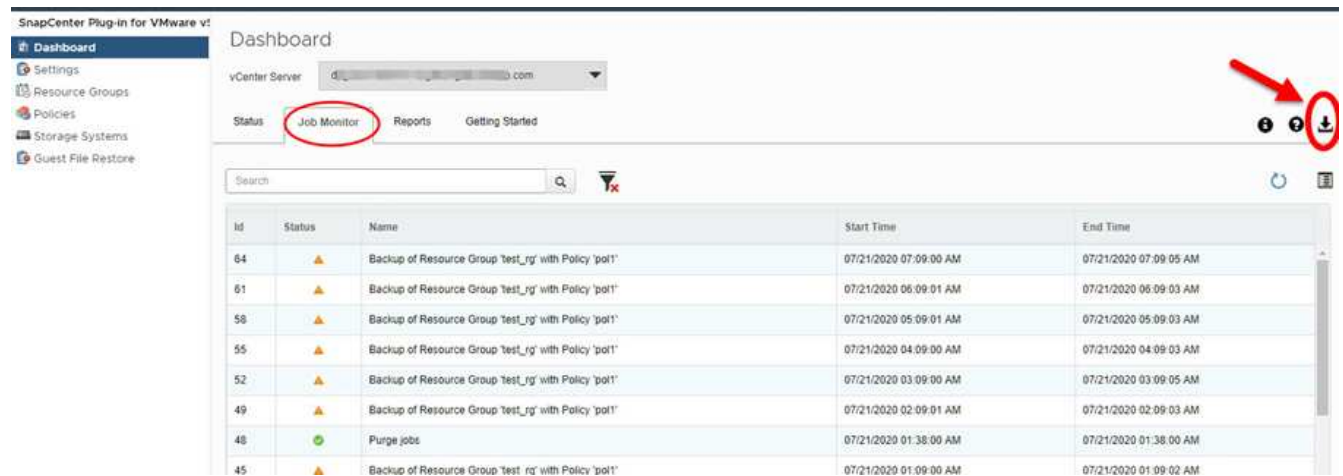 SnapCenter Plug-in for VMware vS
Dashboard
Settings
Resource Groups
Policies
Storage Systems
Guest File Restore
Dashboard
vCenter Server .com
Status Job Monitor Reports Getting Started
Search
Id Status Name Start Time End Time
64 Backup of Resource Group 'test_rg' with Policy 'pol1' 07/21/2020 07:09:00 AM 07/21/2020 07:09:05 AM
61 Backup of Resource Group 'test_rg' with Policy 'pol1' 07/21/2020 06:09:01 AM 07/21/2020 06:09:03 AM
58 Backup of Resource Group 'test_rg' with Policy 'pol1' 07/21/2020 05:09:01 AM 07/21/2020 05:09:03 AM
55 Backup of Resource Group 'test_rg' with Policy 'pol1' 07/21/2020 04:09:00 AM 07/21/2020 04:09:03 AM
52 Backup of Resource Group 'test_rg' with Policy 'pol1' 07/21/2020 03:09:00 AM 07/21/2020 03:09:05 AM
49 Backup of Resource Group 'test_rg' with Policy 'pol1' 07/21/2020 02:09:01 AM 07/21/2020 02:09:03 AM
48 Purge jobs 07/21/2020 01:38:00 AM 07/21/2020 01:38:00 AM
45 Backup of Resource Group 'test_rg' with Policy 'pol1' 07/21/2020 01:09:00 AM 07/21/2020 01:09:02 AM